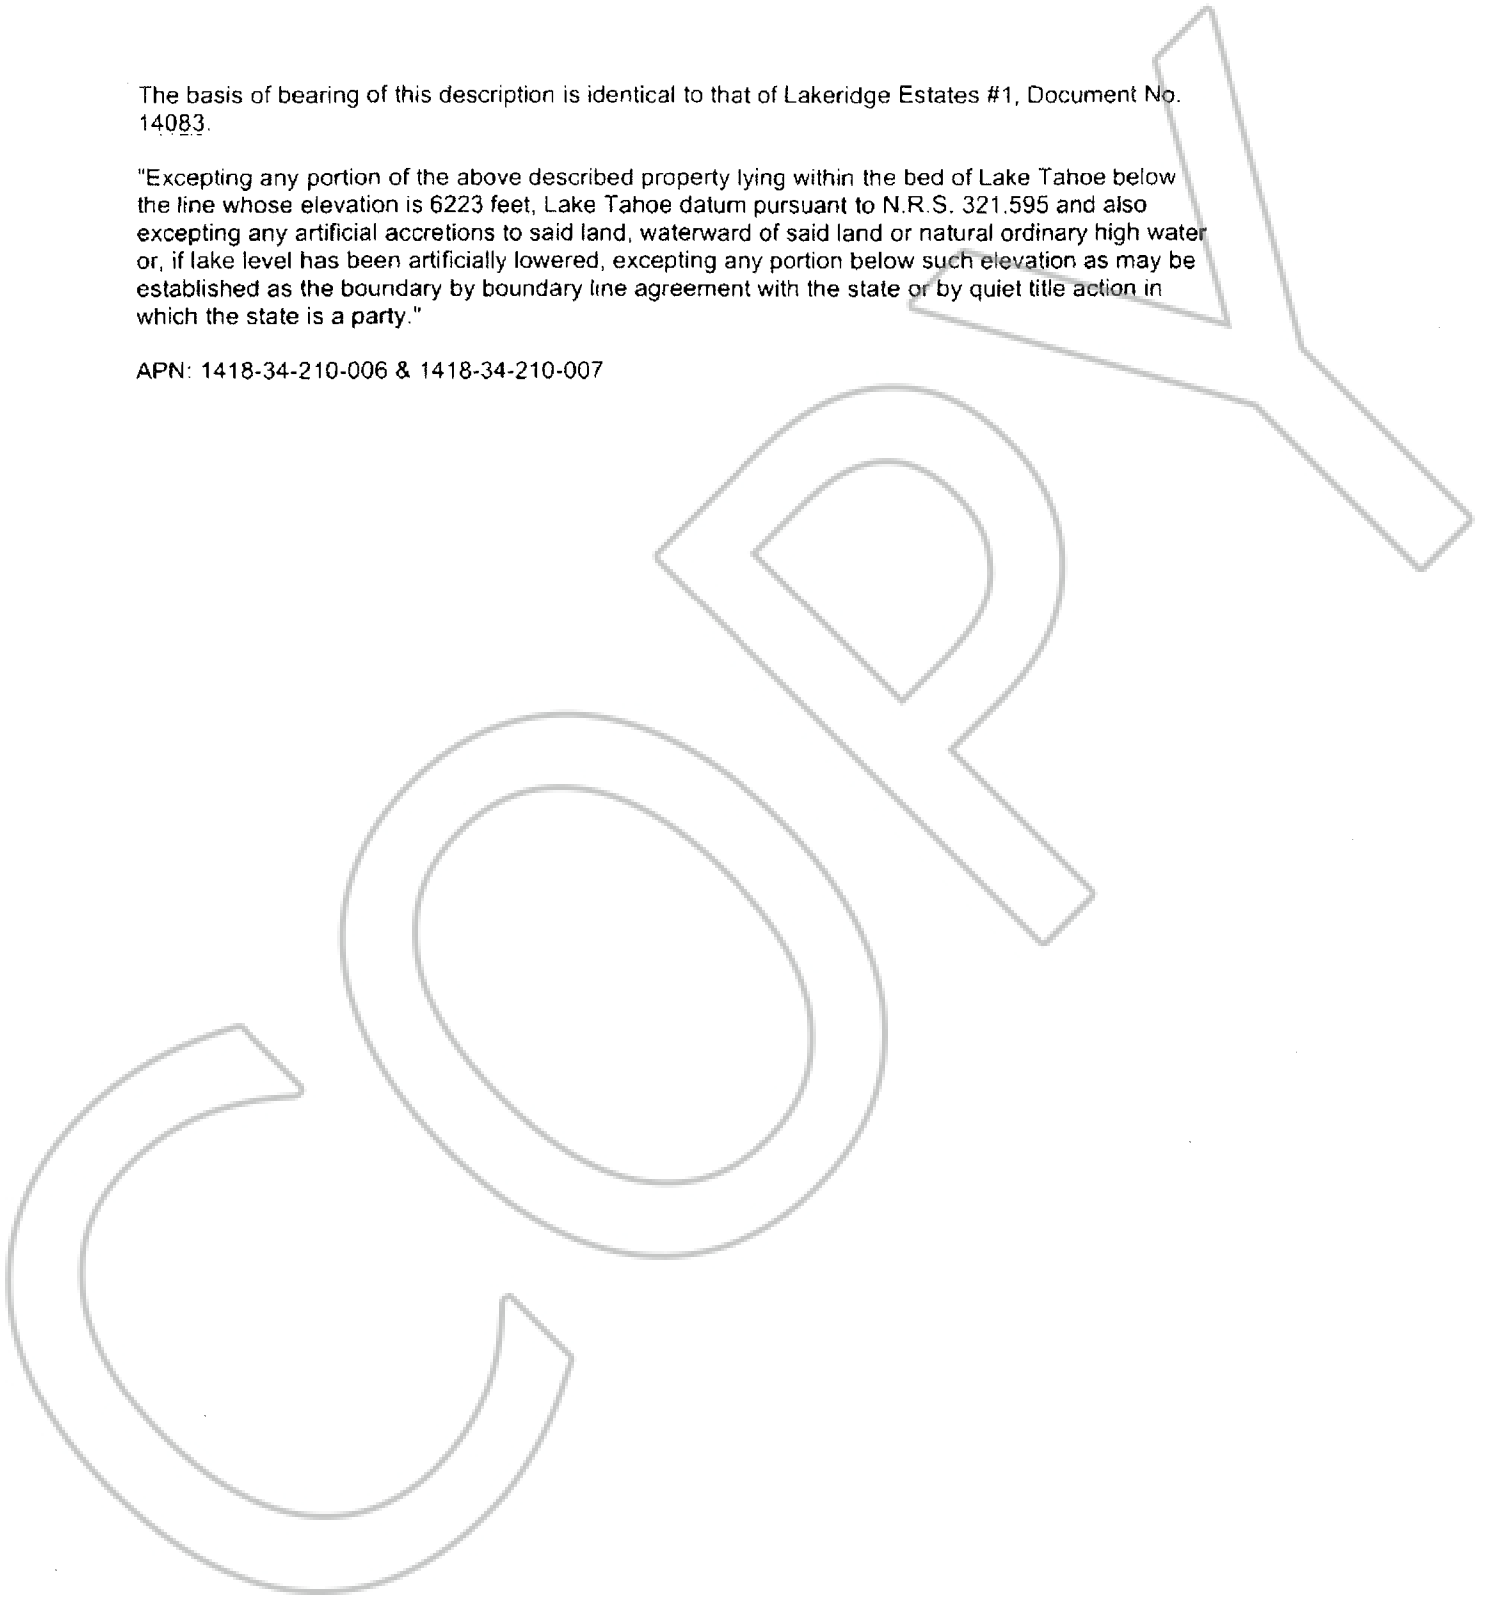 The basis of bearing of this description is identical to that of Lakeridge Estates #1, Document No.
14083.
"Excepting any portion of the above described property lying within the bed of Lake Tahoe below
the line whose elevation is 6223 feet, Lake Tahoe datum pursuant to N.R.S. 321.595 and also
excepting any artificial accretions to said land, waterward of said land or natural ordinary high water
or, if lake level has been artificially lowered, excepting any portion below such elevation as may be
established as the boundary by boundary line agreement with the state or by quiet title action in
which the state is a party."
APN: 1418-34-210-006 & 1418-34-210-007
COPY